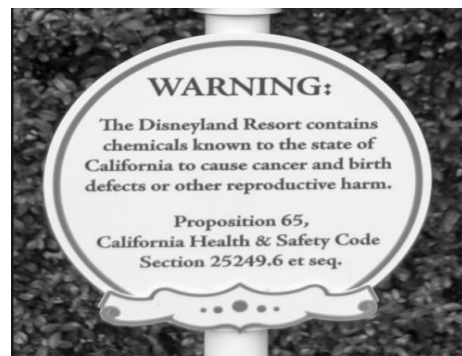 WARNING:
The Disneyland Resort contains
chemicals known to the state of
California to cause cancer and birth
defects or other reproductive harm.
Proposition 65,
California Health & Safety Code
Section 25249.6 et seq.